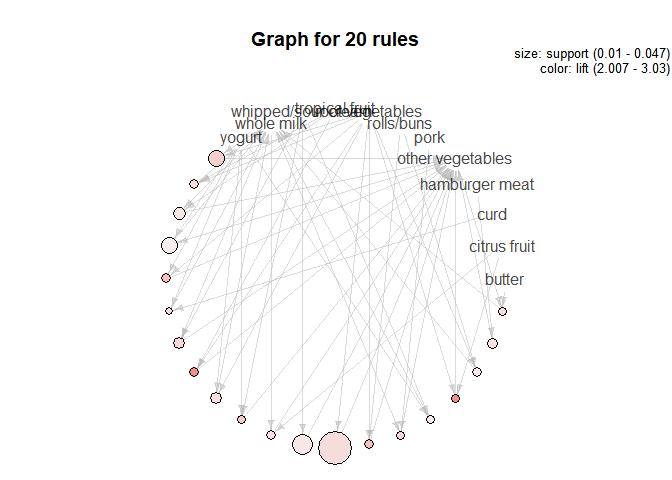 Graph for 20 rules
size: support (0.01 - 0.047)
color: lift (2.007 - 3.03)
tropical fruit
whipped/sour cream
vegetables
whole milk
rolls/buns
yogurt
pork
other vegetables
hamburger meat
curd
citrus fruit
butter